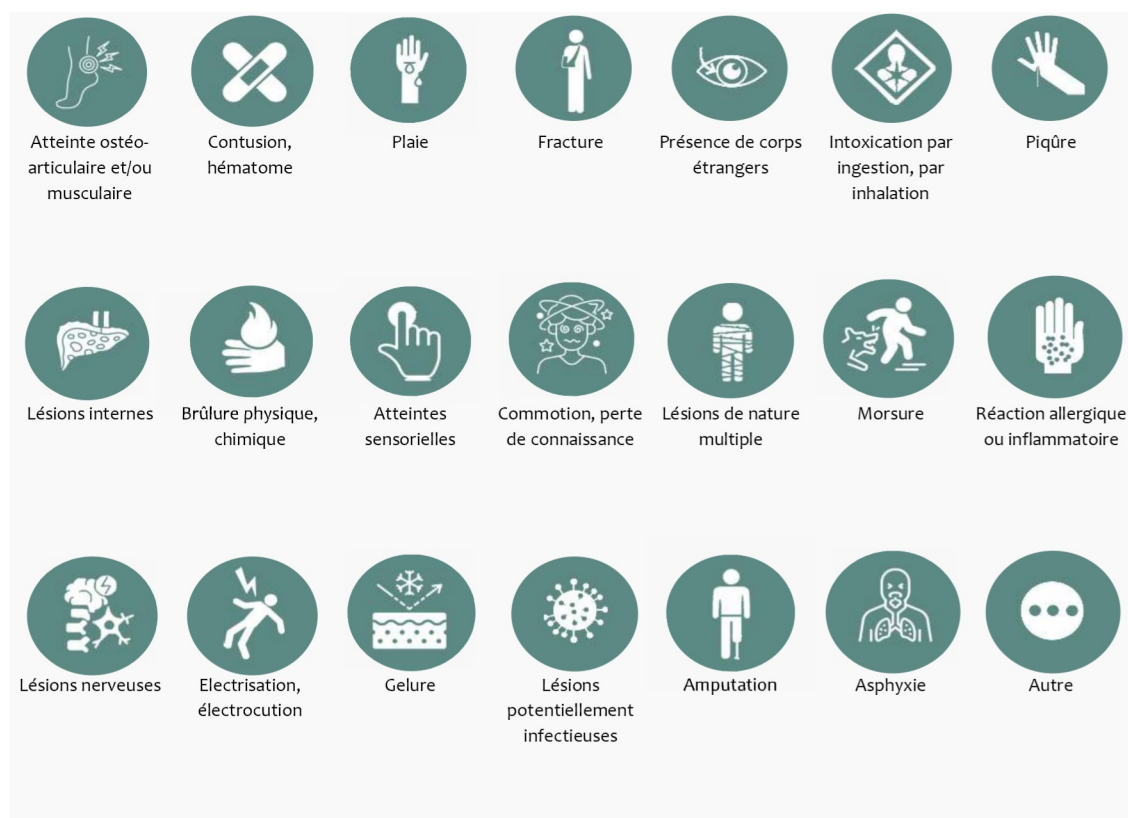 Atteinte ostéo-
articulaire et/ou
musculaire
Contusion,
hématome
Plaie
Fracture
Présence de corps
étrangers
Intoxication par
ingestion, par
inhalation
Piqûre
Lésions internes
Brûlure physique,
chimique
Atteintes
sensorielles
Commotion, perte
de connaissance
Lésions de nature
multiple
Morsure
Réaction allergique
ou inflammatoire
Lésions nerveuses
Electrisation,
électrocution
Gelure
Lésions
potentiellement
infectieuses
Amputation
Asphyxie
Autre